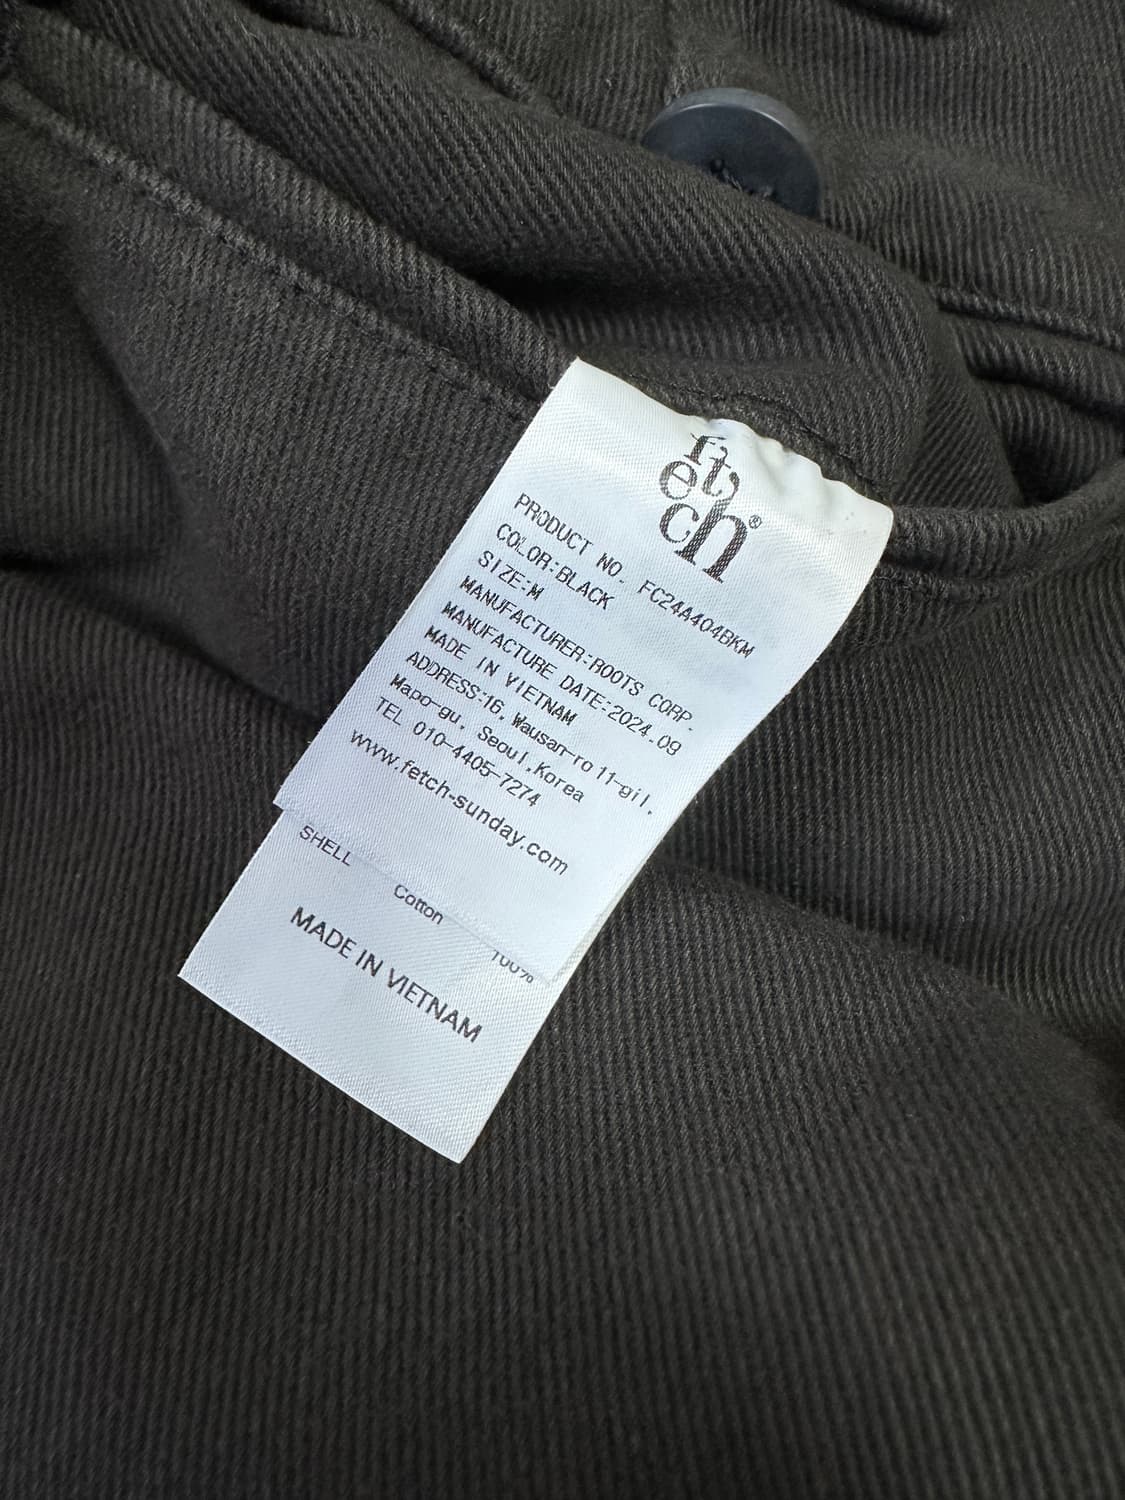 fetch®
PRODUCT NO. FC24A404BKM
COLOR:BLACK
SIZE:M
MANUFACTURER:ROOTS CORP.
MANUFACTURE DATE:2024.09
MADE IN VIETNAM
ADDRESS:16, Wausan-ro 11-gil,
Mapo-gu, Seoul,Korea
TEL 010-4405-7274
www.fetch-sunday.com
SHELL Cotton 100%
MADE IN VIETNAM